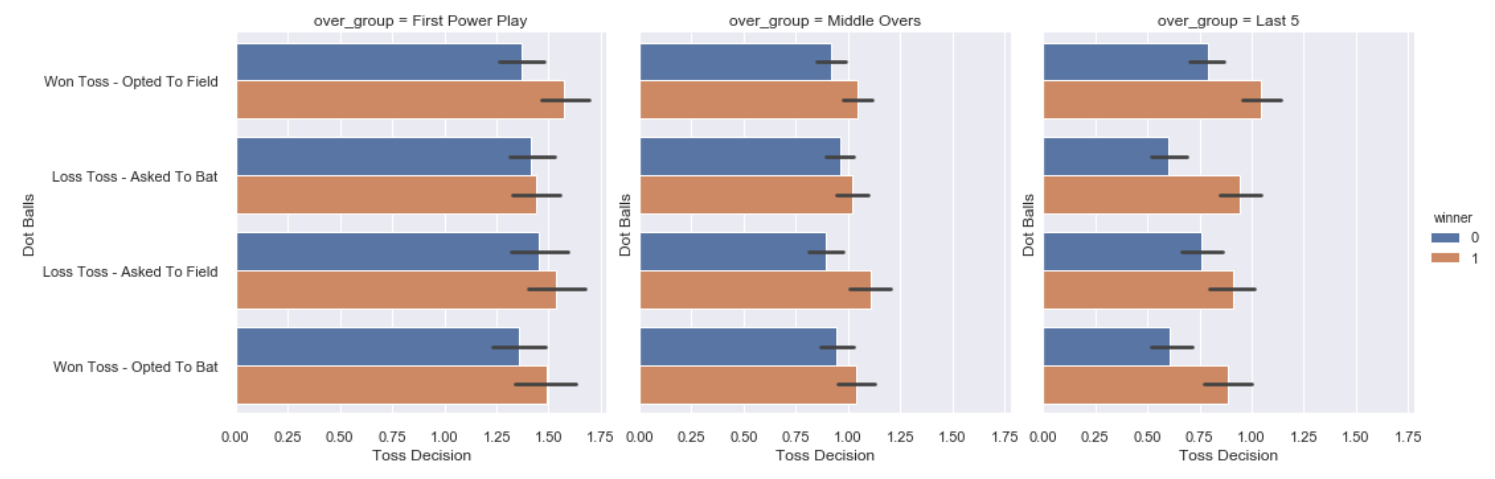 over_group = First Power Play
over_group = Middle Overs
over_group = Last 5
Won Toss - Opted To Field
Loss Toss - Asked To Bat
Loss Toss - Asked To Field
Won Toss - Opted To Bat
Dot Balls
Dot Balls
Dot Balls
winner
0
1
0.00 0.25 0.50 0.75 1.00 1.25 1.50 1.75
0.00 0.25 0.50 0.75 1.00 1.25 1.50 1.75
0.00 0.25 0.50 0.75 1.00 1.25 1.50 1.75
Toss Decision
Toss Decision
Toss Decision